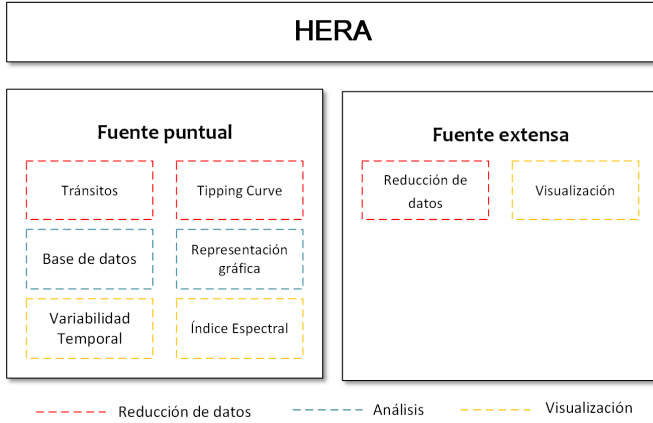 HERA
Fuente puntual
Tránsitos
Tipping Curve
Base de datos
Representación
gráfica
Variabilidad
Temporal
Índice Espectral
Fuente extensa
Reducción de
datos
Visualización
Reducción de datos
Análisis
Visualización